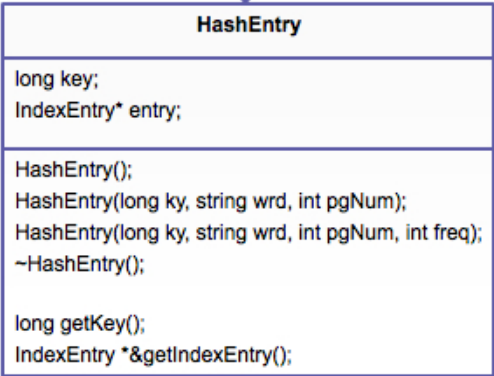 HashEntry
long key;
IndexEntry* entry;
HashEntry();
HashEntry(long ky, string wrd, int pgNum);
HashEntry(long ky, string wrd, int pgNum, int freq);
~HashEntry();
long getKey();
IndexEntry *&getIndexEntry();